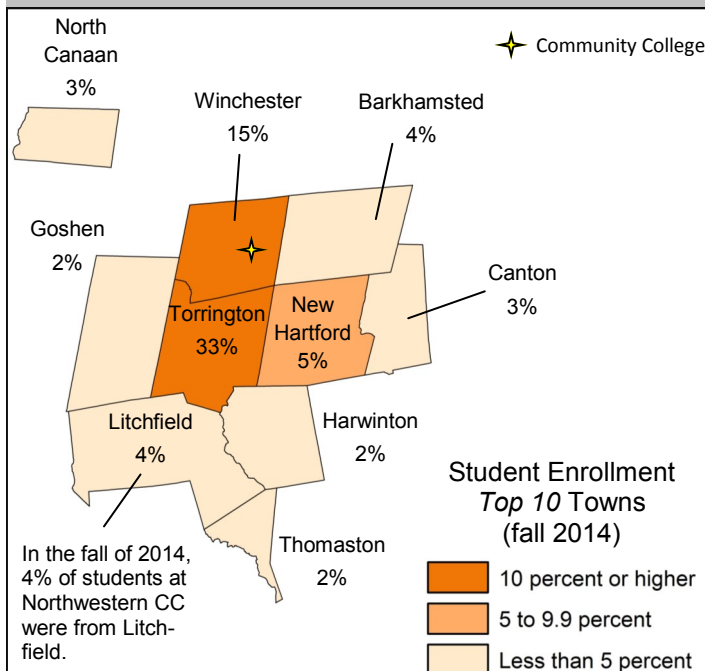 North
Canaan
3%
Community College
Winchester
15%
Barkhamsted
4%
Goshen
2%
Canton
3%
Torrington
33%
New
Hartford
5%
Litchfield
4%
Harwinton
2%
Thomaston
2%
In the fall of 2014,
4% of students at
Northwestern CC
were from Litch-
field.
Student Enrollment
Top 10 Towns
(fall 2014)
10 percent or higher
5 to 9.9 percent
Less than 5 percent